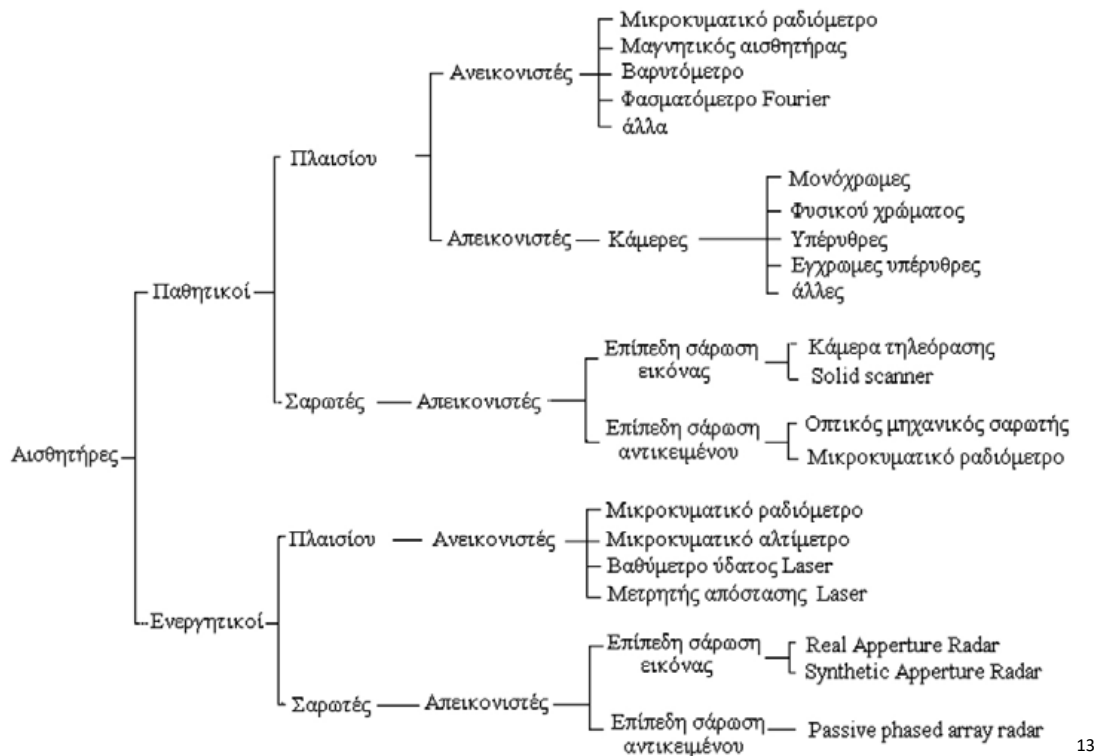 Μικροκυματικό ραδιόμετρο
Μαγνητικός αισθητήρας
Ανεικονιστές
Βαρυτόμετρο
Φασματόμετρο Fourier
άλλα
Πλαισίου
Μονόχρωμες
Φυσικού χρώματος
Απεικονιστές
Κάμερες
Υπέρυθρες
Εγχρωμες υπέρυθρες
άλλες
Παθητικοί
Επίπεδη σάρωση
εικόνας
Κάμερα τηλεόρασης
Solid scanner
Σαρωτές
Απεικονιστές
Επίπεδη σάρωση
αντικειμένου
Οπτικός μηχανικός σαρωτής
Μικροκυματικό ραδιόμετρο
Αισθητήρες
Μικροκυματικό ραδιόμετρο
Πλαισίου
Ανεικονιστές
Μικροκυματικό αλτίμετρο
Βαθύμετρο ύδατος Laser
Μετρητής απόστασης Laser
Ενεργητικοί
Επίπεδη σάρωση
εικόνας
Real Apperture Radar
Synthetic Apperture Radar
Σαρωτές
Απεικονιστές
Επίπεδη σάρωση
αντικειμένου
Passive phased array radar
13